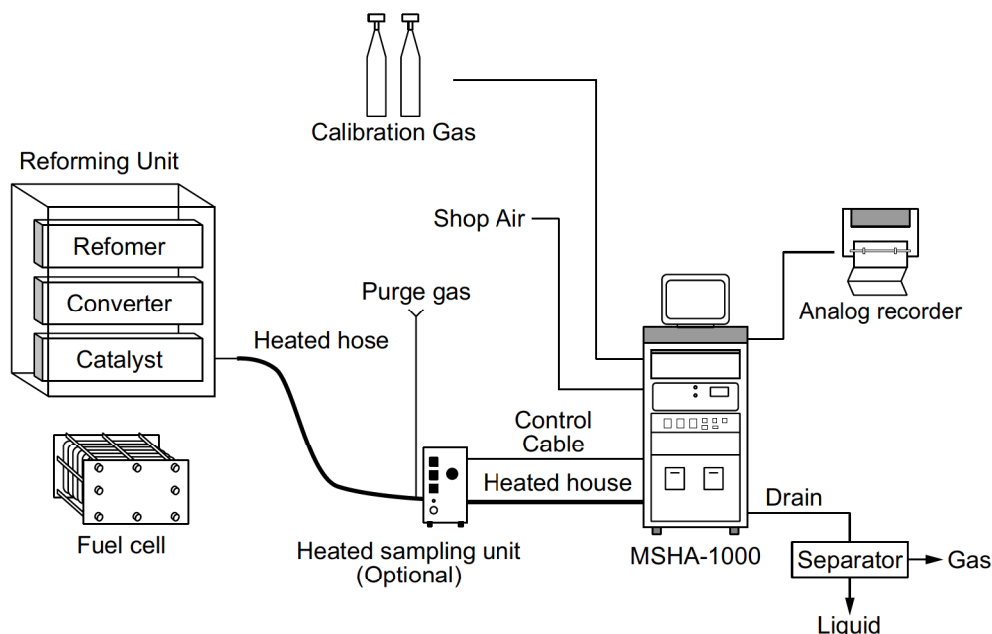 Calibration Gas
Reforming Unit
Refomer
Converter
Catalyst
Shop Air
Purge gas
Heated hose
Analog recorder
Control
Cable
Heated house
Drain
Fuel cell
Heated sampling unit
(Optional)
MSHA-1000
Separator
Gas
Liquid